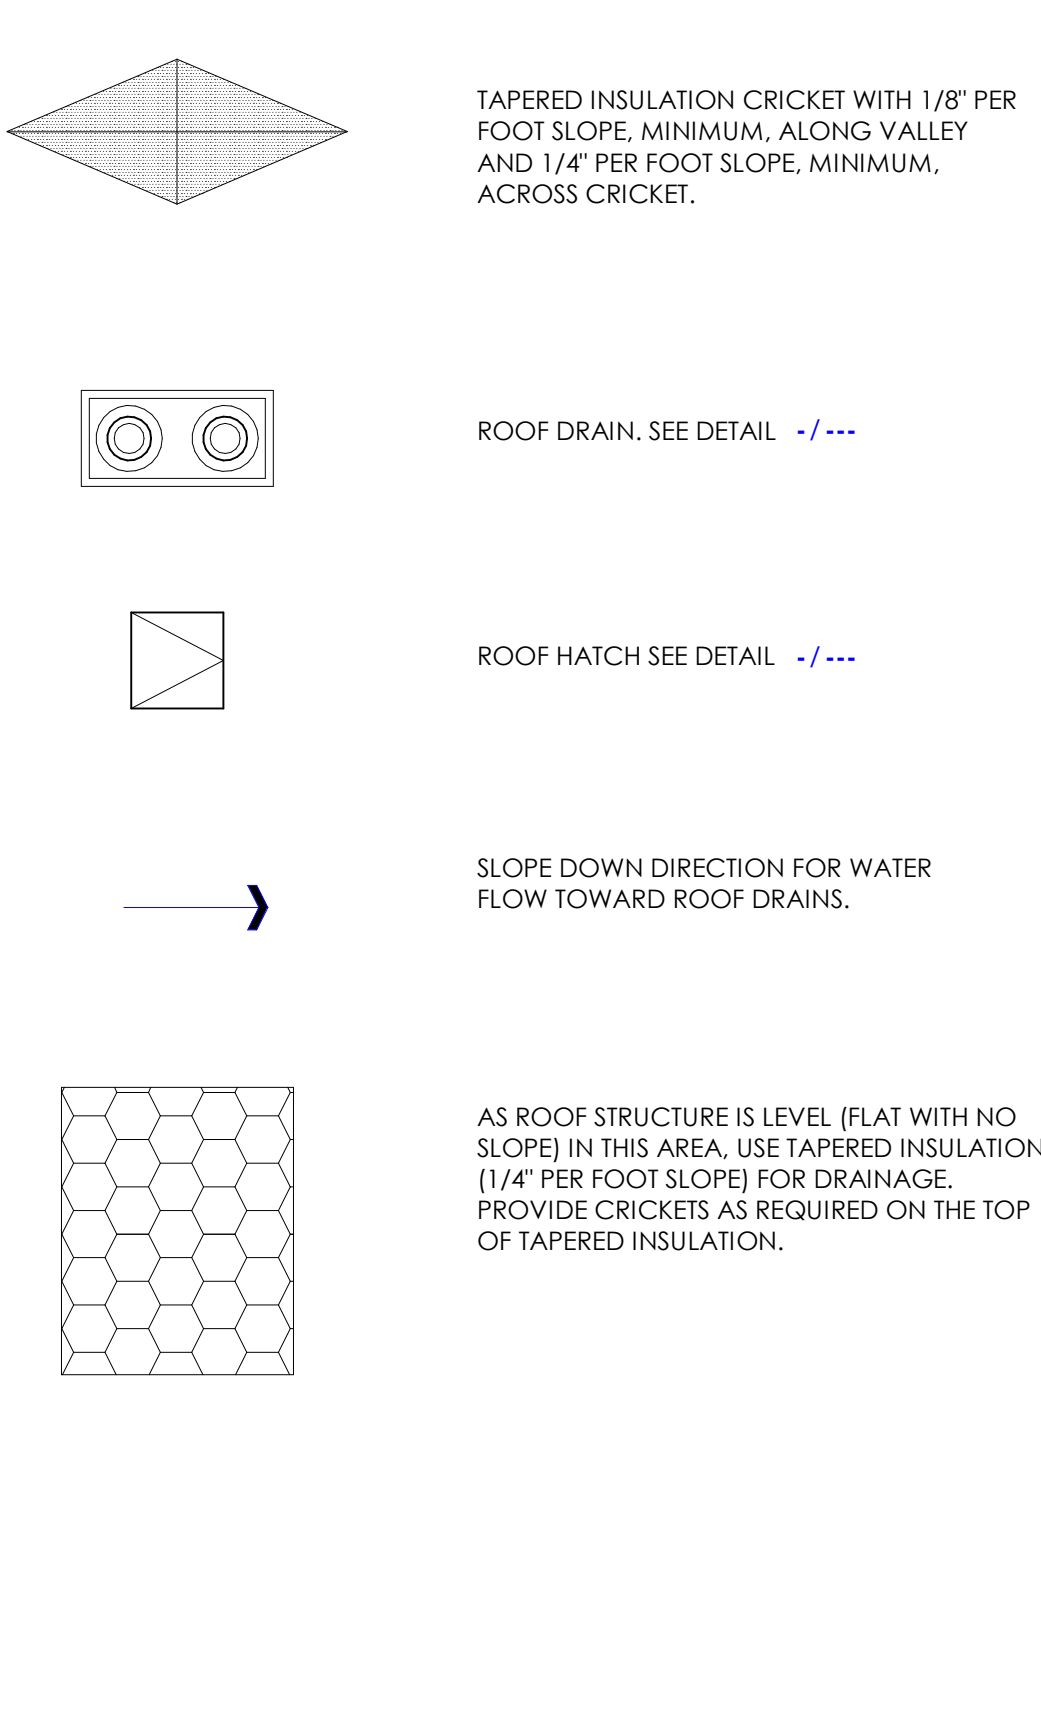 TAPERED INSULATION CRICKET WITH 1/8" PER
FOOT SLOPE, MINIMUM, ALONG VALLEY
AND 1/4" PER FOOT SLOPE, MINIMUM,
ACROSS CRICKET.
ROOF DRAIN. SEE DETAIL - / ---
ROOF HATCH SEE DETAIL - / ---
SLOPE DOWN DIRECTION FOR WATER
FLOW TOWARD ROOF DRAINS.
AS ROOF STRUCTURE IS LEVEL (FLAT WITH NO
SLOPE) IN THIS AREA, USE TAPERED INSULATION
(1/4" PER FOOT SLOPE) FOR DRAINAGE.
PROVIDE CRICKETS AS REQUIRED ON THE TOP
OF TAPERED INSULATION.